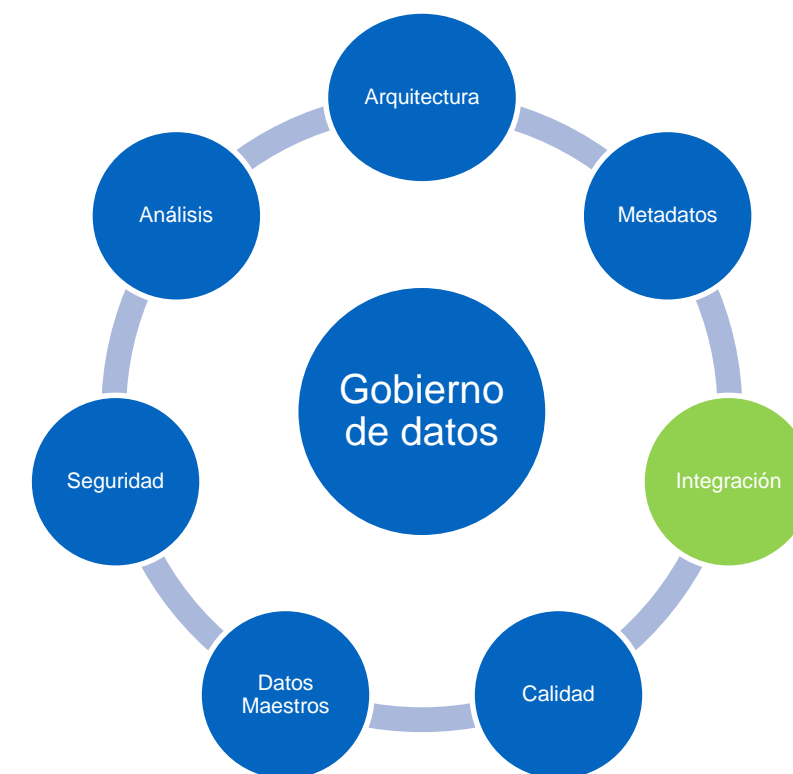 Arquitectura
Análisis
Metadatos
Gobierno
de datos
Seguridad
Integración
Datos
Maestros
Calidad